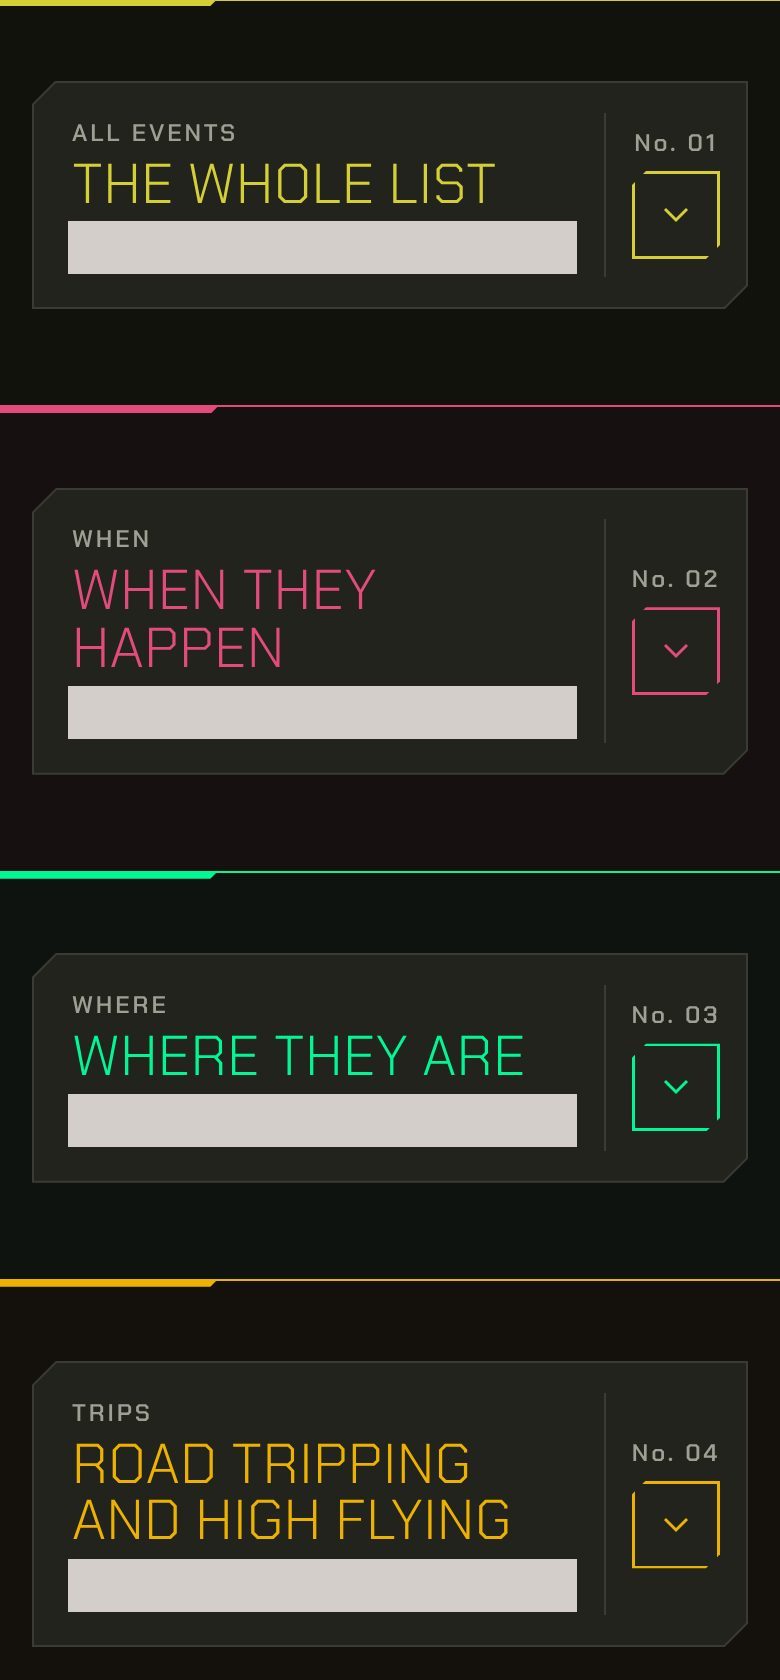 ALL EVENTS
No. 01
THE WHOLE LIST
WHEN
WHEN THEY
No. 02
HAPPEN
WHERE
No. 03
WHERE THEY ARE
TRIPS
ROAD TRIPPING
No. 04
AND HIGH FLYING